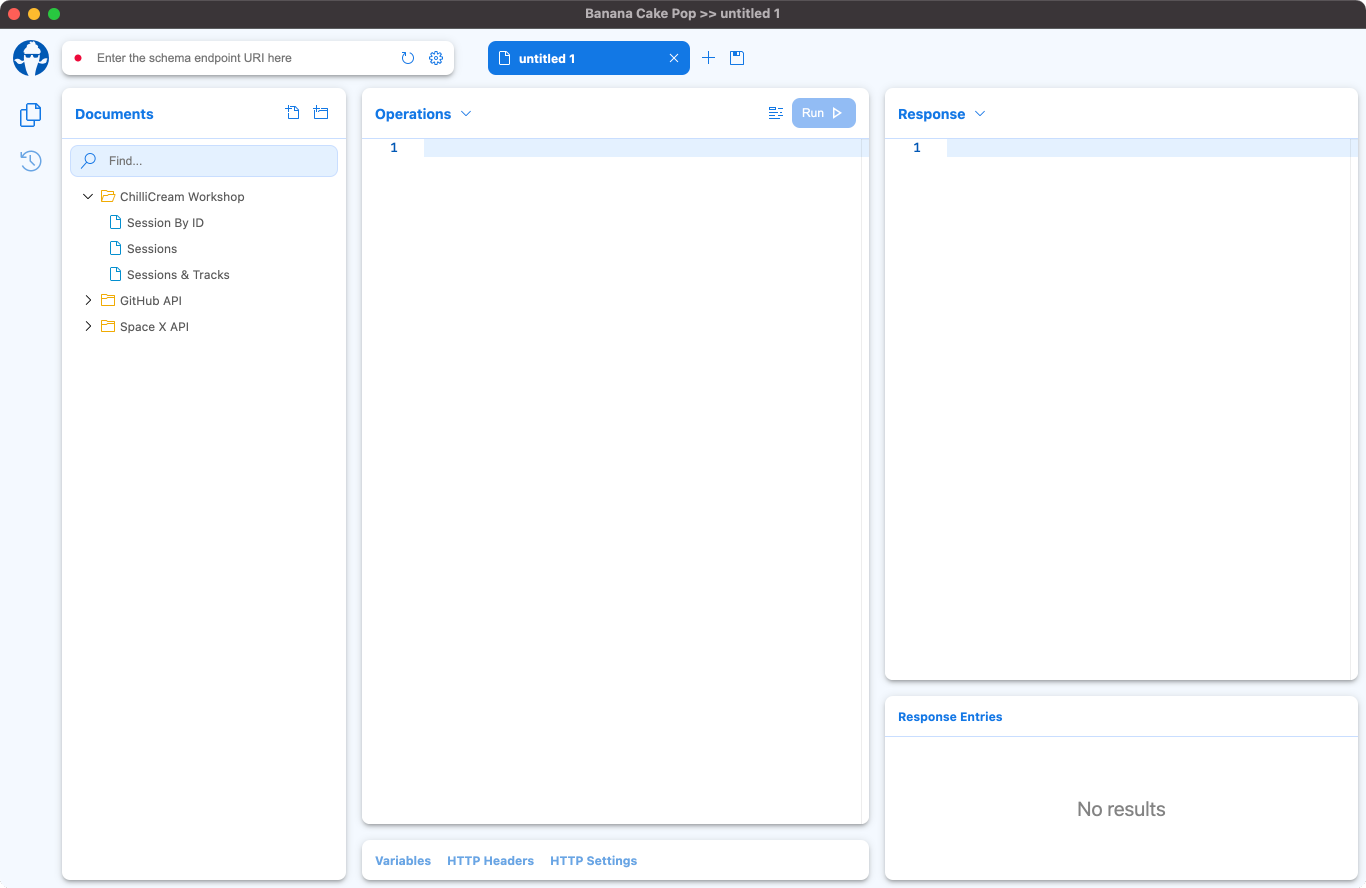 Banana Cake Pop >> untitled 1
Enter the schema endpoint URI here
untitled 1
Documents
Find...
ChilliCream Workshop
Session By ID
Sessions
Sessions & Tracks
GitHub API
Space X API
Operations
Run
1
Variables
HTTP Headers
HTTP Settings
Response
1
Response Entries
No results